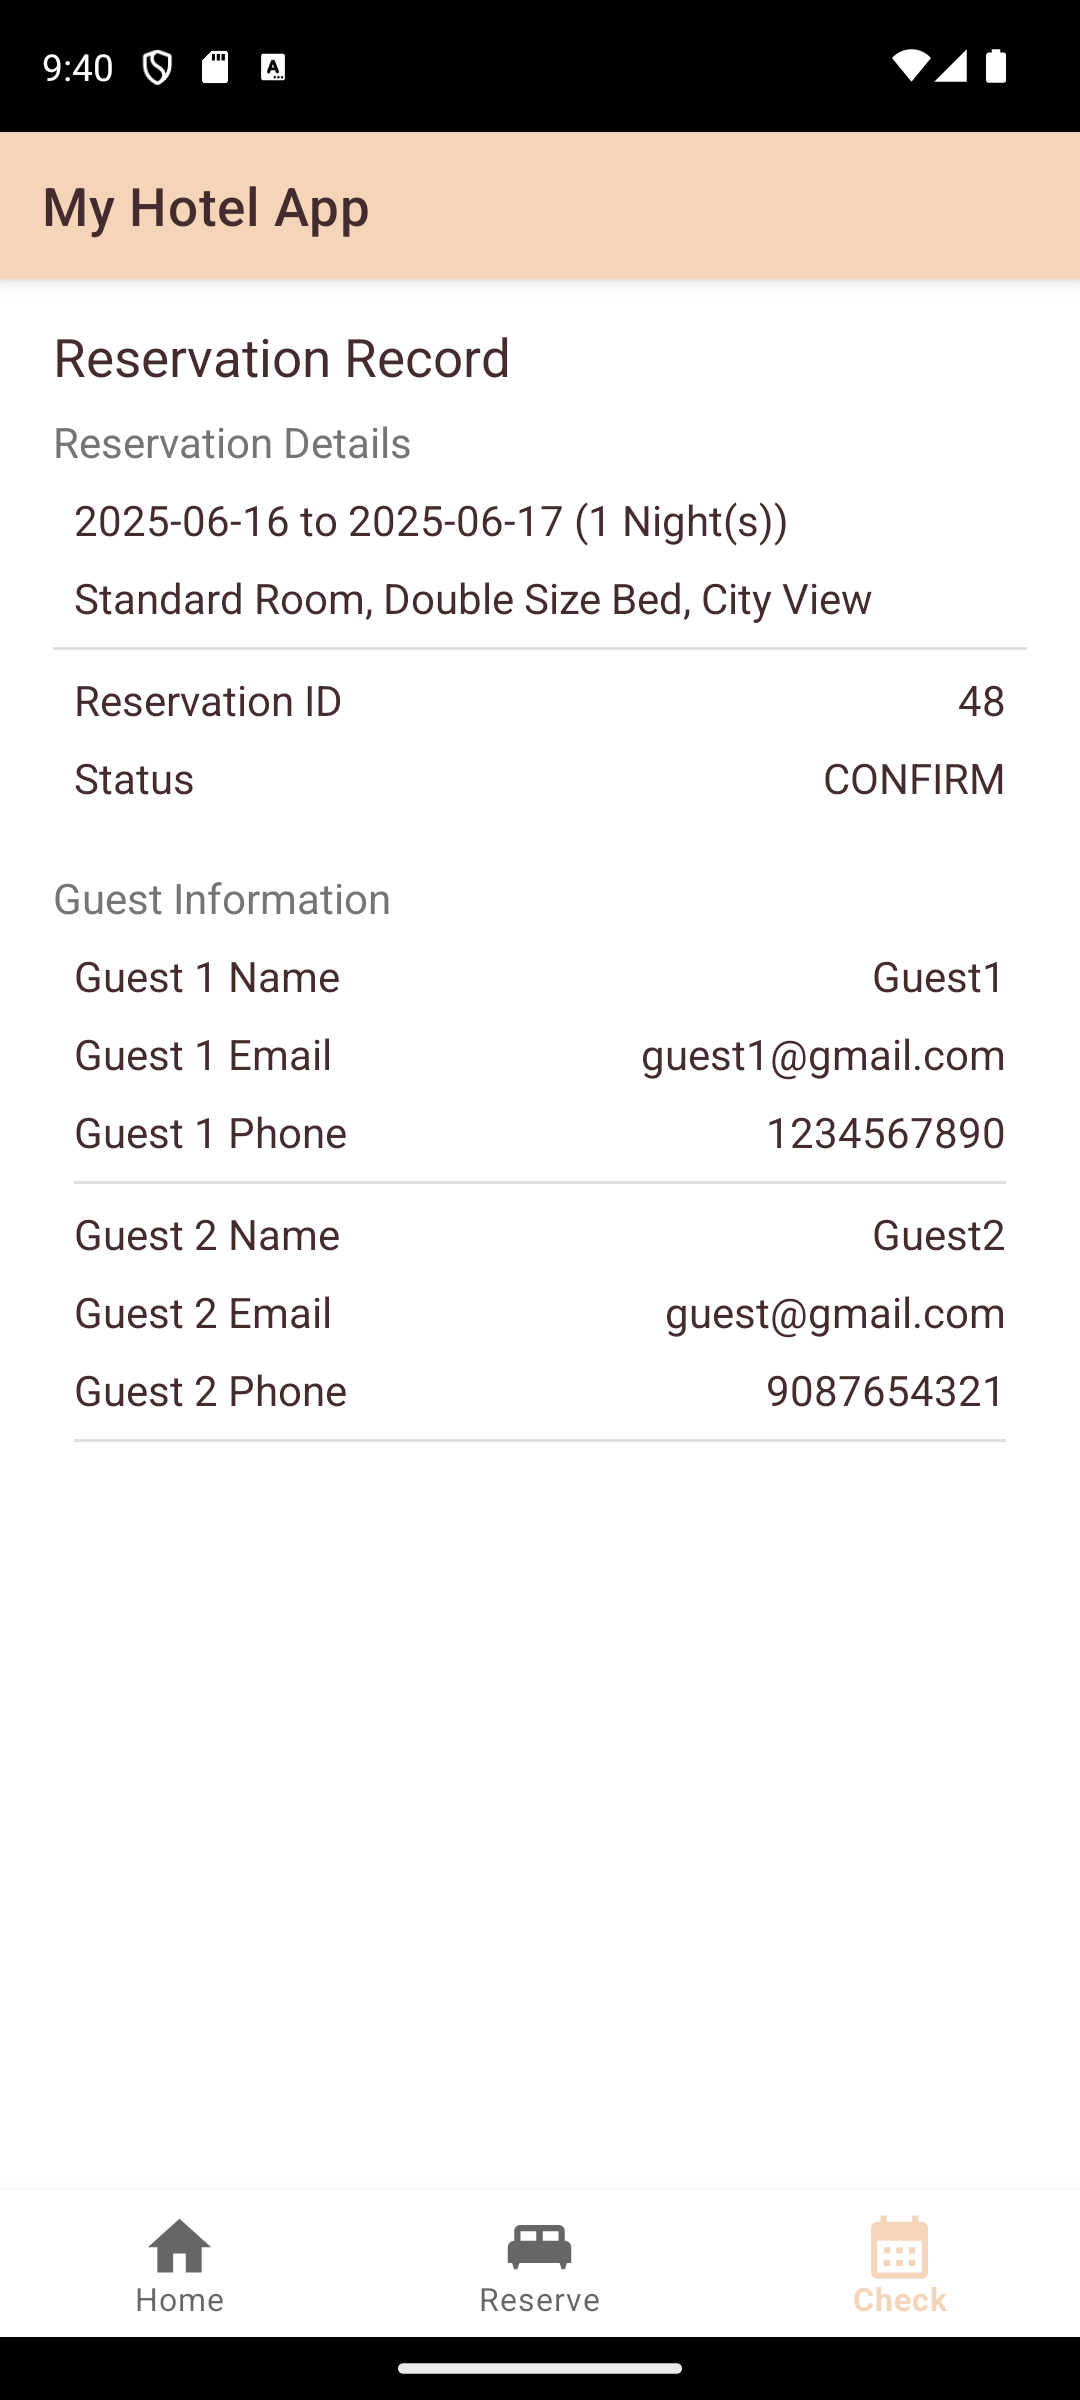 9:40
My Hotel App
Reservation Record
Reservation Details
2025-06-16 to 2025-06-17 (1 Night(s))
Standard Room, Double Size Bed, City View
Reservation ID 48
Status CONFIRM
Guest Information
Guest 1 Name Guest1
Guest 1 Email guest1@gmail.com
Guest 1 Phone 1234567890
Guest 2 Name Guest2
Guest 2 Email guest@gmail.com
Guest 2 Phone 9087654321
Home Reserve Check